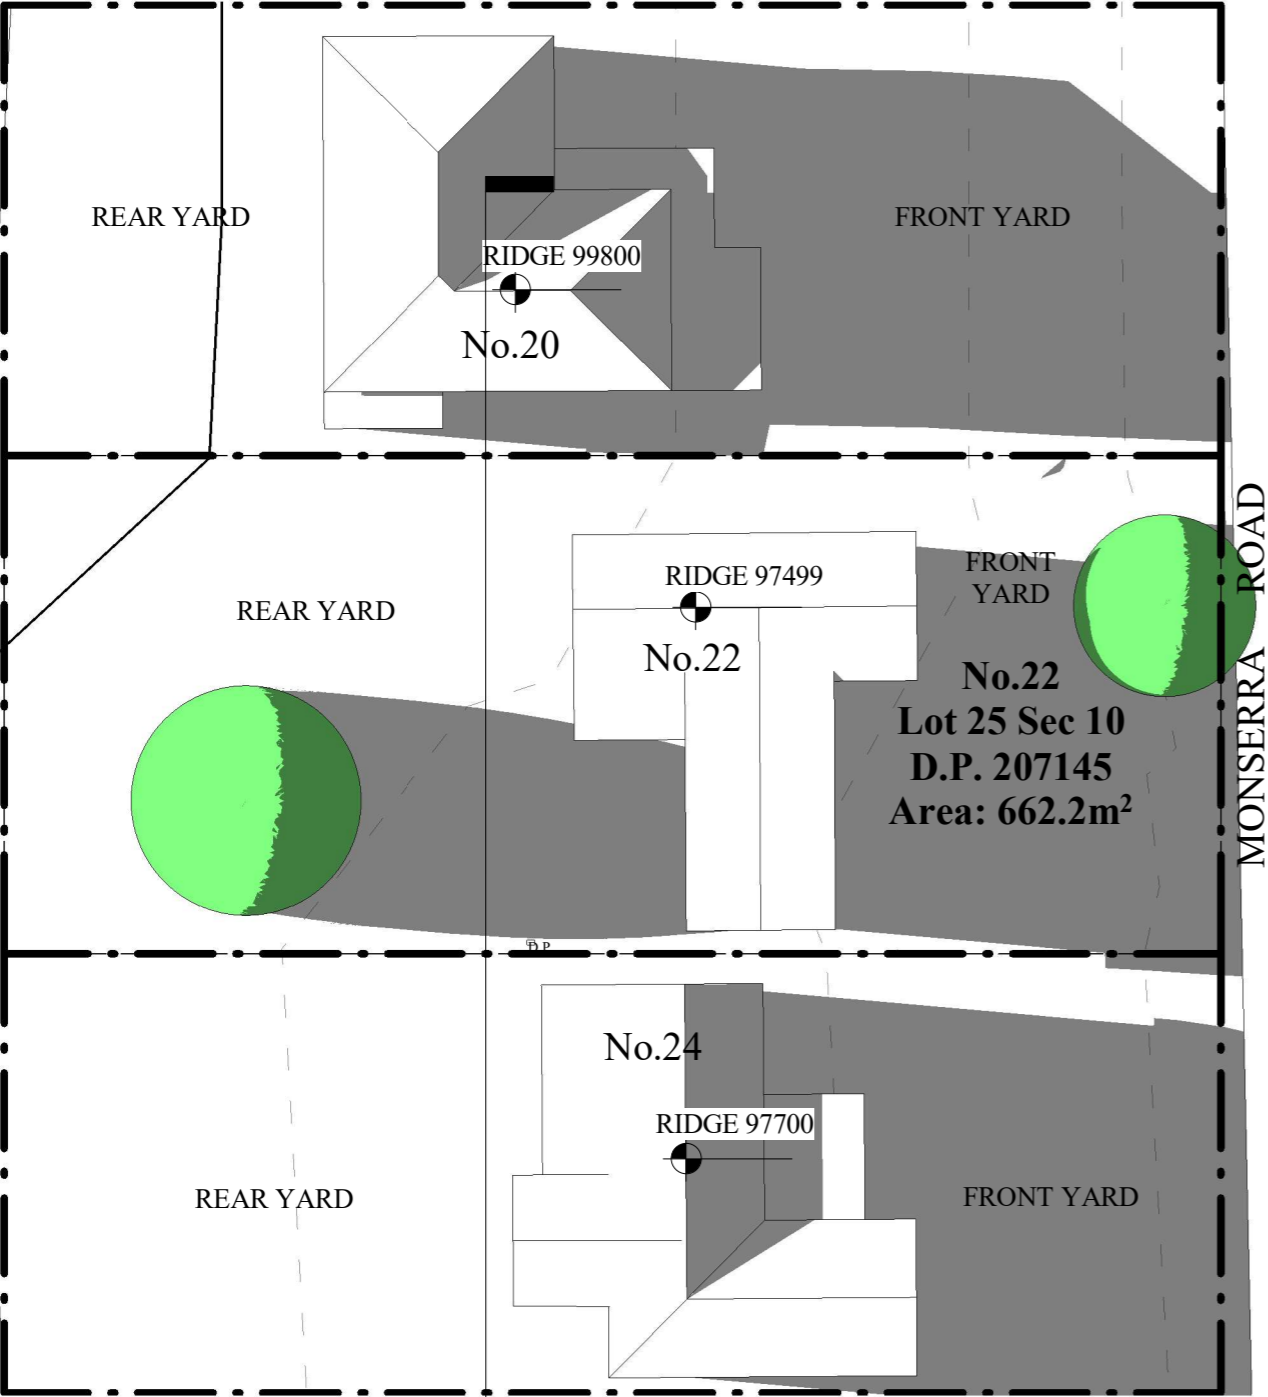 REAR YARD
FRONT YARD
RIDGE 99800
No.20
REAR YARD
RIDGE 97499
No.22
FRONT
YARD
No.22
Lot 25 Sec 10
D.P. 207145
Area: 662.2m²
MONSERRA ROAD
D.P
No.24
RIDGE 97700
REAR YARD
FRONT YARD